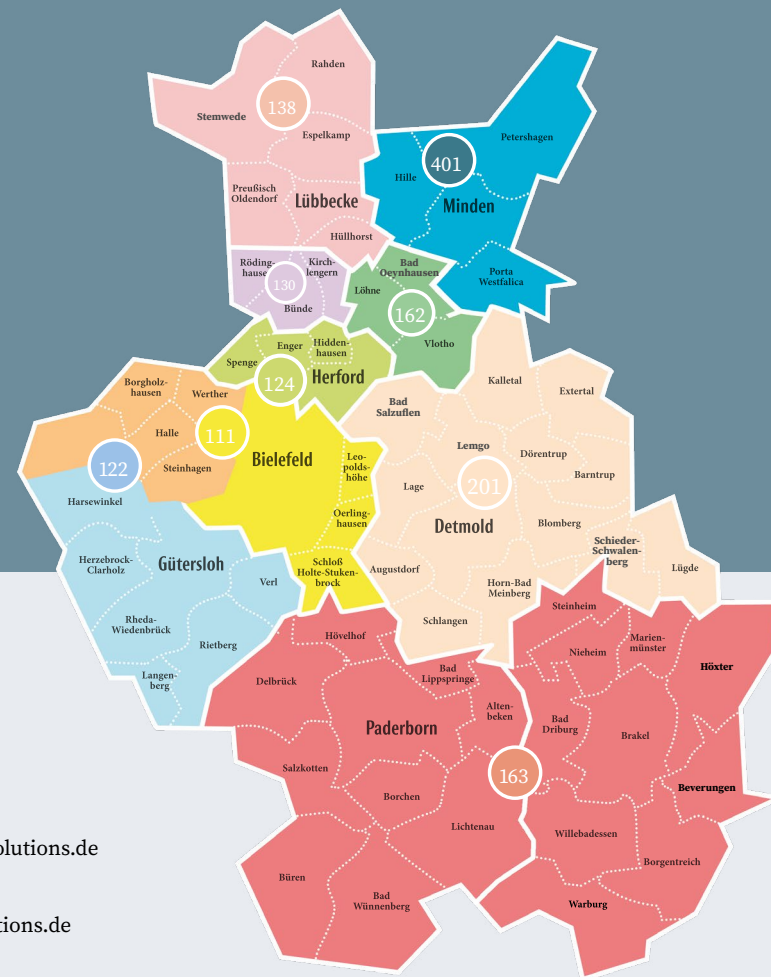 Rahden
138
Stemwede
Espelkamp
Petershagen
401
Hille
Preußisch
Oldendorf
Lübbecke
Minden
Hüllhorst
Röding-
hause
Kirch-
lengern
130
Bünde
Bad
Oeynhausen
Löhne
162
Vlotho
Porta
Westfalica
Enger
Hidden-
hausen
Spenge
Herford
124
Borgholz-
hausen
Werther
Halle
111
Steinhagen
122
Bielefeld
Leo-
polds-
höhe
Oerling-
hausen
Schloß
Holte-Stuken-
brock
Kalletal
Extertal
Bad
Salzuflen
Lemgo
Dörentrup
Barntrup
Lage
201
Detmold
Blomberg
Schieder-
Schwalen-
berg
Lügde
Augustdorf
Horn-Bad
Meinberg
Schlangen
Harsewinkel
Herzebrock-
Clarholz
Gütersloh
Verl
Rheda-
Wiedenbrück
Rietberg
Langen-
berg
Hövelhof
Delbrück
Bad
Lippspringe
Alten-
beken
Paderborn
Salzkotten
Borchen
Lichtenau
Büren
Bad
Wünnenberg
163
Steinheim
Nieheim
Marien-
münster
Höxter
Bad
Driburg
Brakel
Beverungen
Willebadessen
Borgentreich
Warburg
olutions.de
tions.de